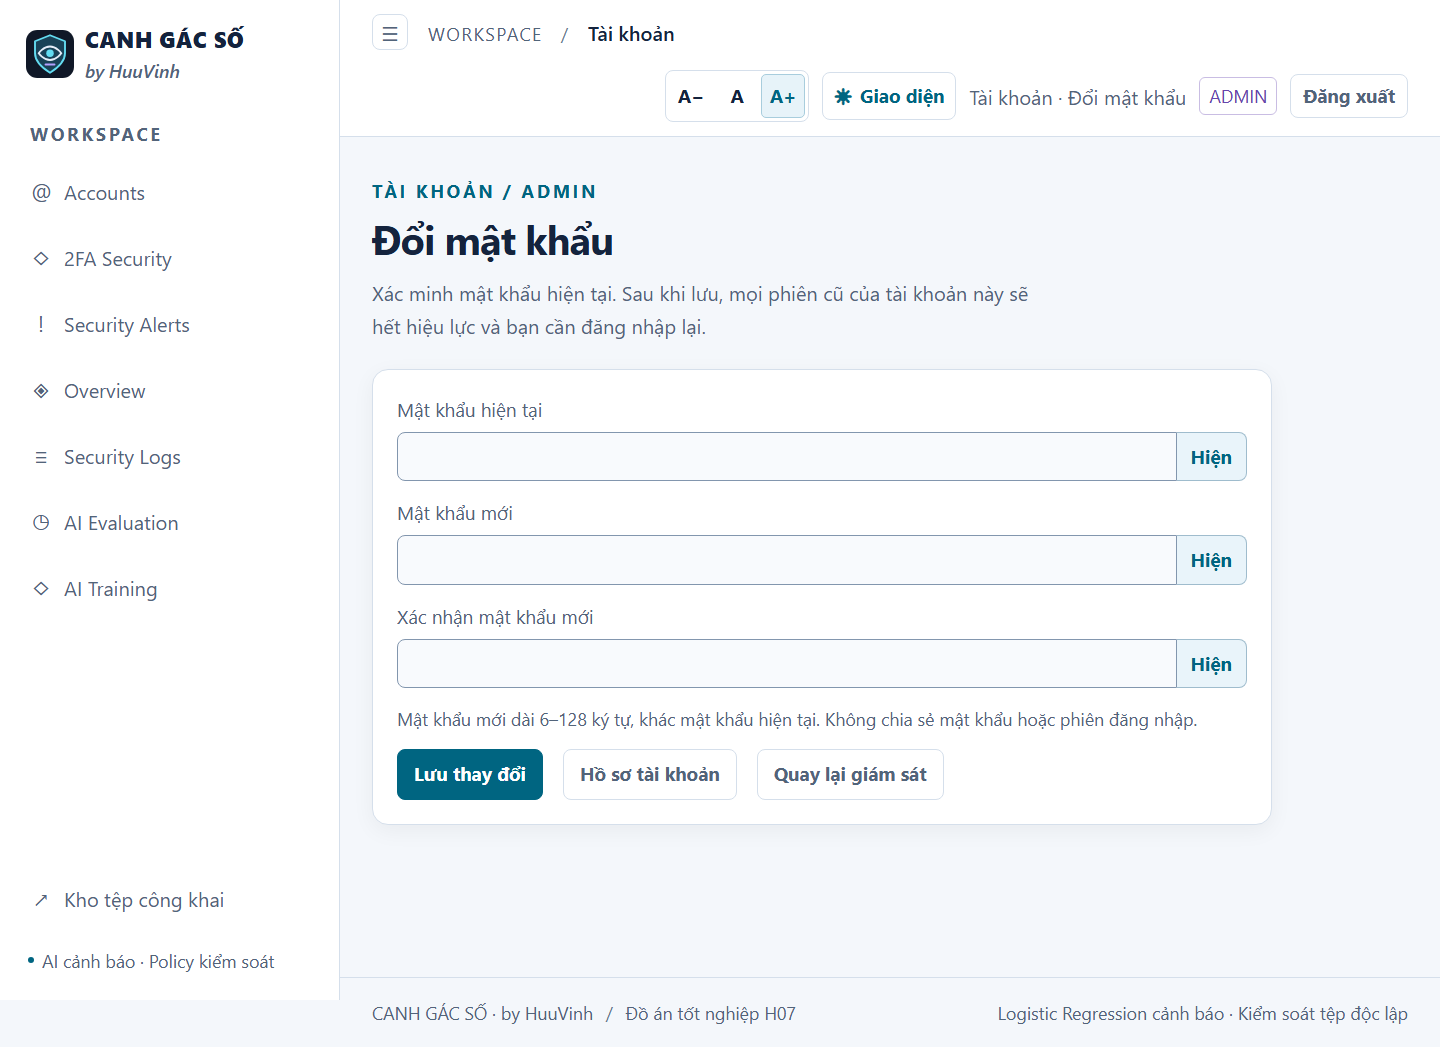 CANH GÁC SỐ
by HuuVinh
WORKSPACE
@ Accounts
2FA Security
! Security Alerts
Overview
Security Logs
AI Evaluation
AI Training
Kho tệp công khai
• AI cảnh báo · Policy kiểm soát
☰ WORKSPACE / Tài khoản
A− A A+ Giao diện Tài khoản · Đổi mật khẩu ADMIN Đăng xuất
TÀI KHOẢN / ADMIN
Đổi mật khẩu
Xác minh mật khẩu hiện tại. Sau khi lưu, mọi phiên cũ của tài khoản này sẽ
hết hiệu lực và bạn cần đăng nhập lại.
Mật khẩu hiện tại
Hiện
Mật khẩu mới
Hiện
Xác nhận mật khẩu mới
Hiện
Mật khẩu mới dài 6–128 ký tự, khác mật khẩu hiện tại. Không chia sẻ mật khẩu hoặc phiên đăng nhập.
Lưu thay đổi Hồ sơ tài khoản Quay lại giám sát
CANH GÁC SỐ · by HuuVinh / Đồ án tốt nghiệp H07
Logistic Regression cảnh báo · Kiểm soát tệp độc lập